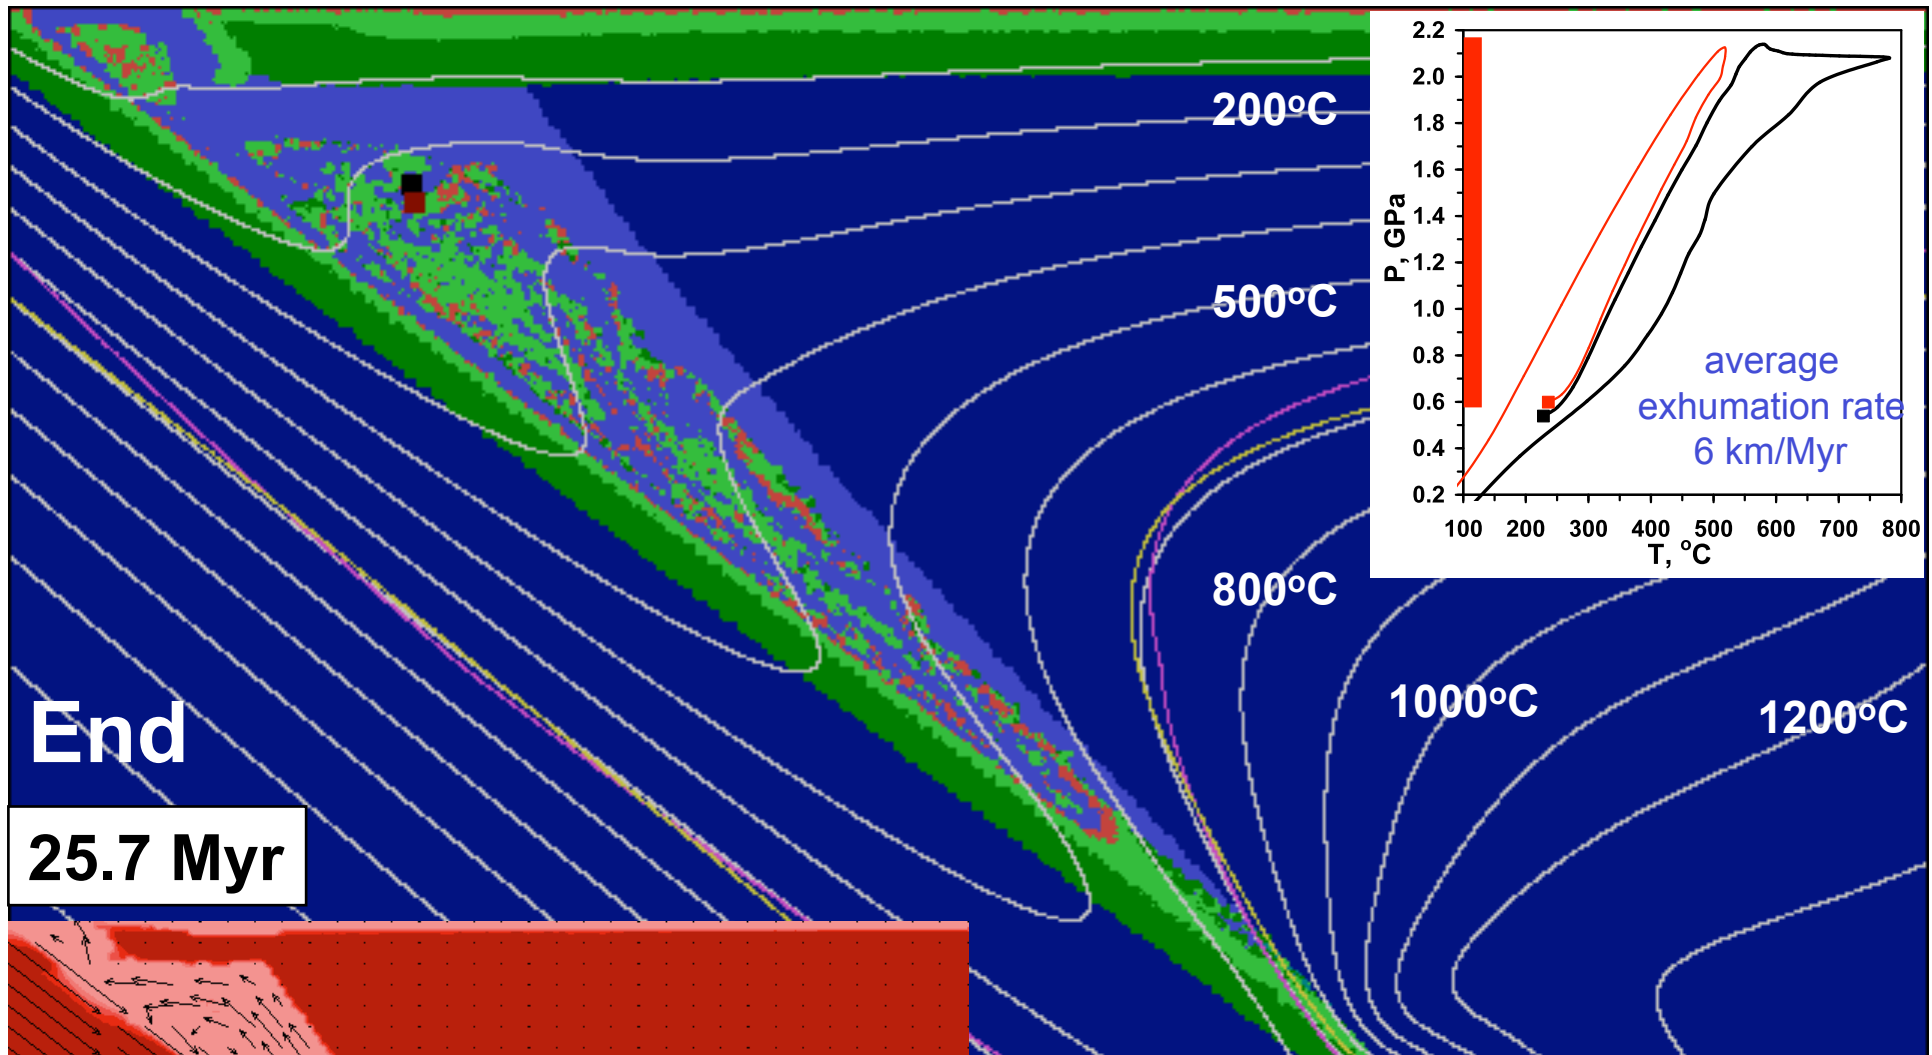 200°C
500°C
800°C
1000°C
1200°C
End
25.7 Myr
P, GPa
2.2
2.0
1.8
1.6
1.4
1.2
1.0
0.8
0.6
0.4
0.2
average
exhumation rate
6 km/Myr
100 200 300 400 500 600 700 800
T, °C